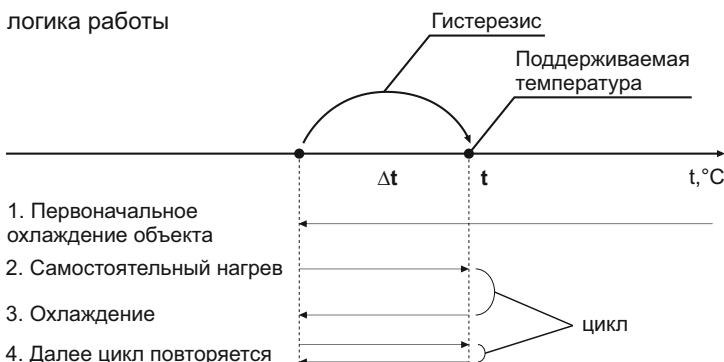 логика работы
Гистерезис
Поддерживаемая
температура
Δt
t
t,°C
1. Первоначальное
охлаждение объекта
2. Самостоятельный нагрев
3. Охлаждение
цикл
4. Далее цикл повторяется